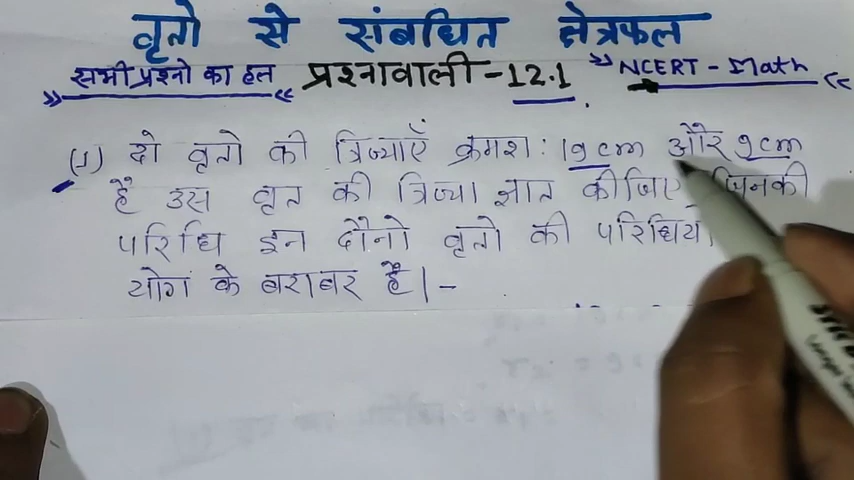 वृतो से संबधित क्षेत्रफल
सभी प्रश्नो का हल प्रश्नावाली-12.1 NCERT - Math
(1) दो वृतो की त्रिज्याएँ क्रमश: 19 cm और 9 cm
है उस वृत की त्रिज्या ज्ञात कीजिए जिनकी
परिधि इन दौनो वृतो की
योग के बराबर है।-